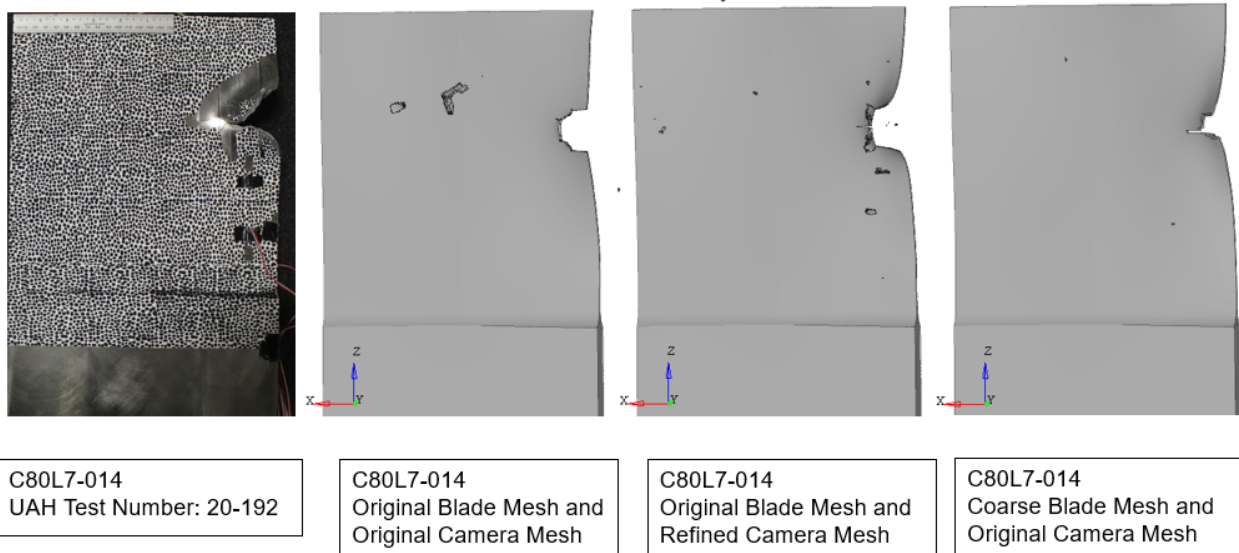 Z
X
Y
Z
X
Y
Z
X
Y
C80L7-014
UAH Test Number: 20-192
C80L7-014
Original Blade Mesh and
Original Camera Mesh
C80L7-014
Original Blade Mesh and
Refined Camera Mesh
C80L7-014
Coarse Blade Mesh and
Original Camera Mesh